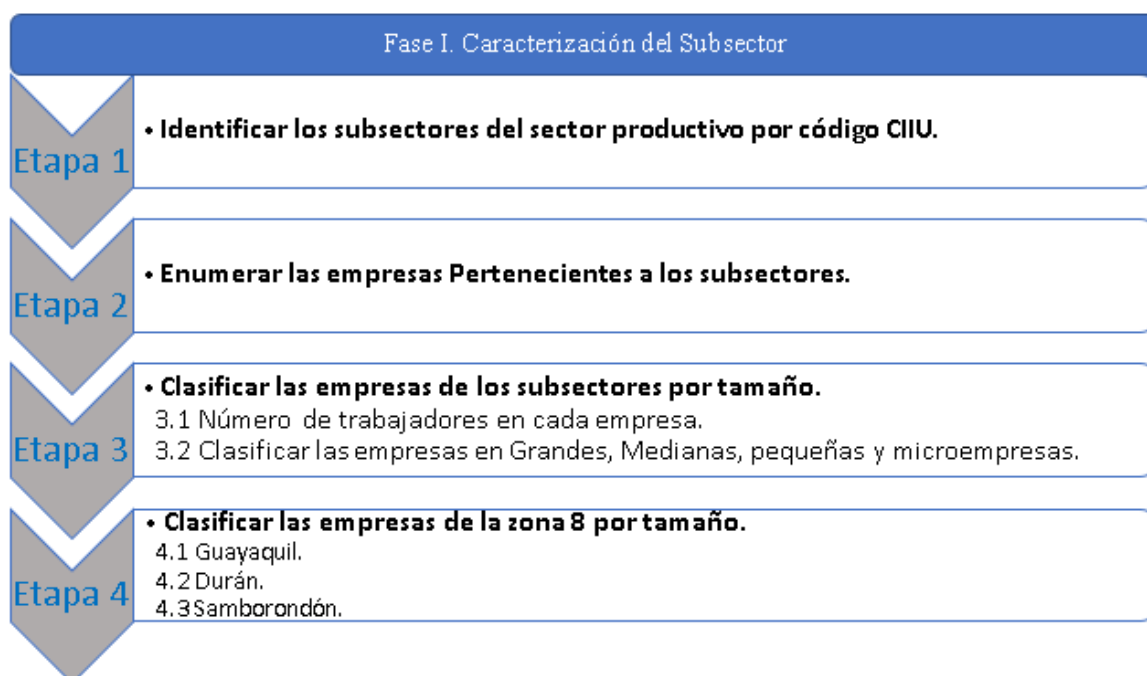 Fase I. Caracterización del Subsector
Etapa 1
• Identificar los subsectores del sector productivo por código CIIU.
Etapa 2
• Enumerar las empresas Pertenecientes a los subsectores.
Etapa 3
• Clasificar las empresas de los subsectores por tamaño.
3.1 Número de trabajadores en cada empresa.
3.2 Clasificar las empresas en Grandes, Medianas, pequeñas y microempresas.
Etapa 4
• Clasificar las empresas de la zona 8 por tamaño.
4.1 Guayaquil.
4.2 Durán.
4.3 Samborondón.